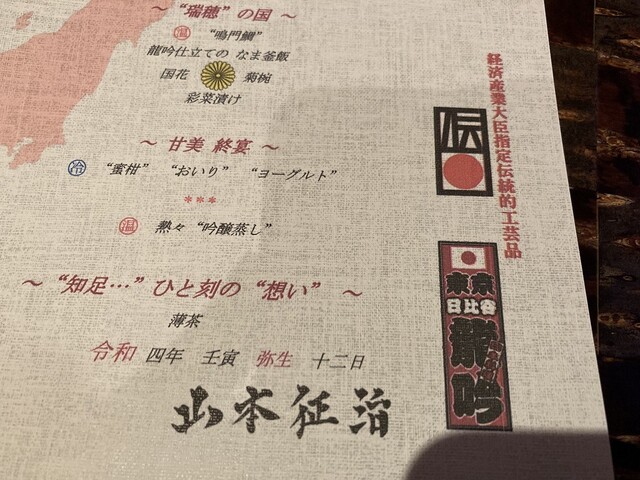 ～ “瑞穂” の国 ～
温 “鳴門鯛”
龍吟仕立ての なま釜飯
国花 菊椀
彩菜漬け
～ 甘美 終宴 ～
冷 “蜜柑” “おいり” “ヨーグルト”
***
温 熱々 “吟醸蒸し”
～ “知足…” ひと刻の “想い” ～
薄茶
令和 四年 壬寅 弥生 十二日
山本征治
経済産業大臣指定伝統的工芸品
伝
東京
日比谷
龍吟